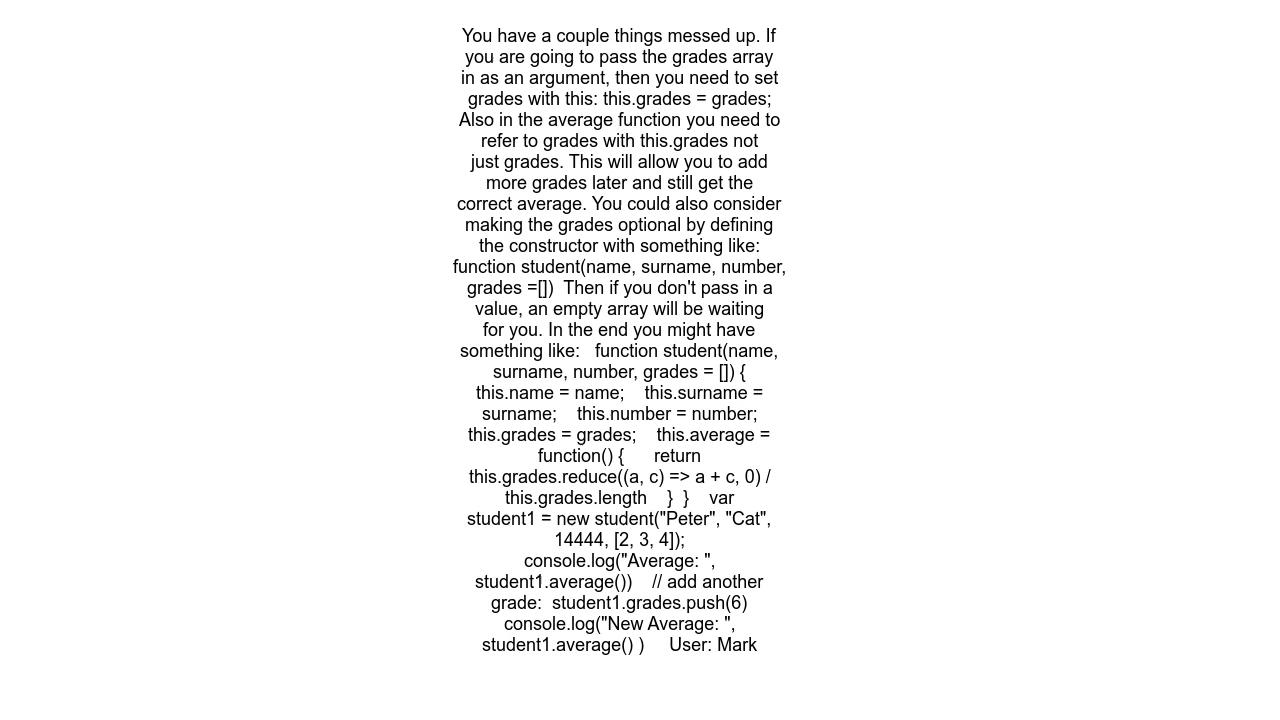 You have a couple things messed up. If
you are going to pass the grades array
in as an argument, then you need to set
grades with this: this.grades = grades;
Also in the average function you need to
refer to grades with this.grades not
just grades. This will allow you to add
more grades later and still get the
correct average. You could also consider
making the grades optional by defining
the constructor with something like:
function student(name, surname, number,
grades =[])  Then if you don't pass in a
value, an empty array will be waiting
for you. In the end you might have
something like:   function student(name,
surname, number, grades = []) {
this.name = name;    this.surname =
surname;    this.number = number;
this.grades = grades;    this.average =
function() {      return
this.grades.reduce((a, c) => a + c, 0) /
this.grades.length    }  }    var
student1 = new student("Peter", "Cat",
14444, [2, 3, 4]);
console.log("Average: ",
student1.average())    // add another
grade:  student1.grades.push(6)
console.log("New Average: ",
student1.average() )     User: Mark